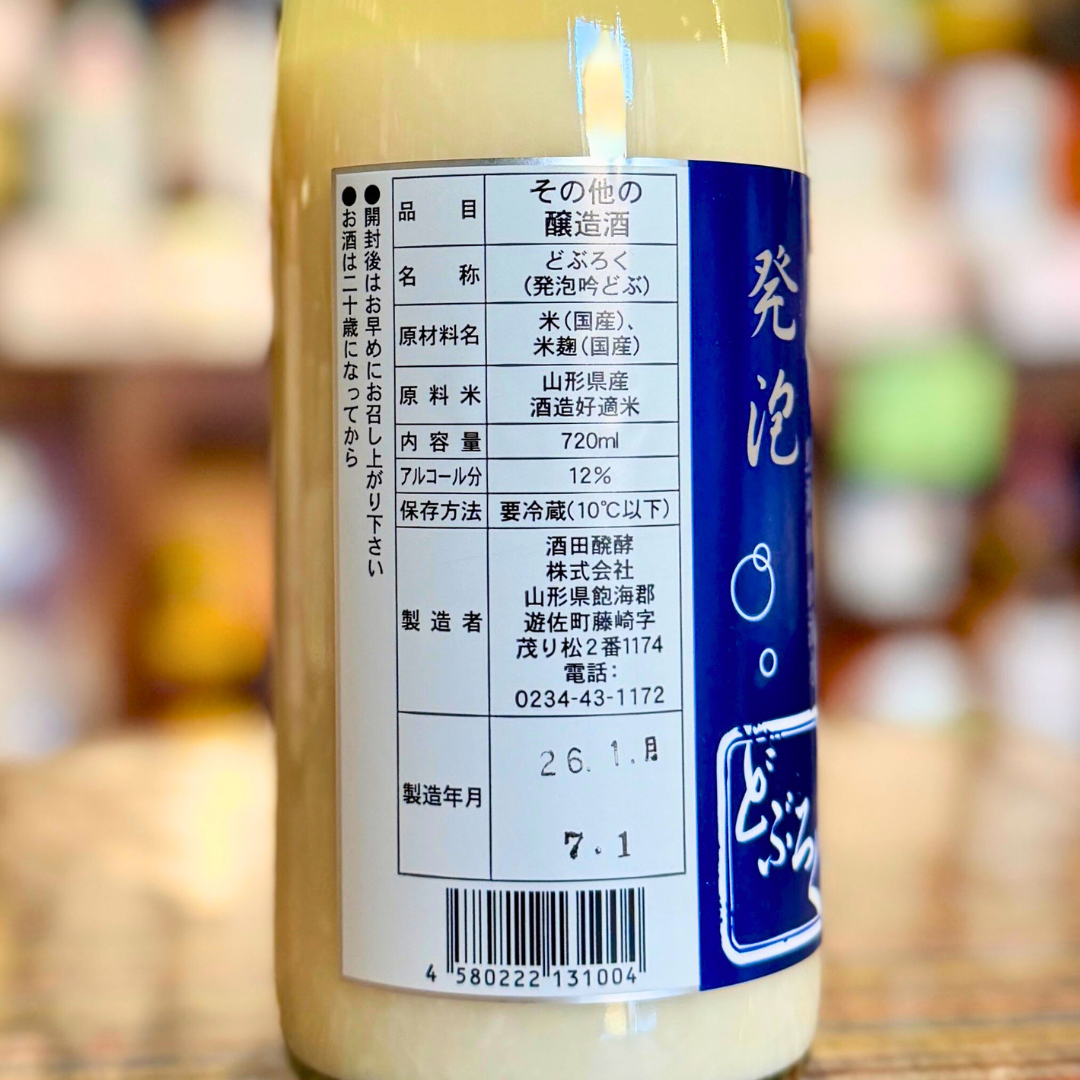 ●開封後はお早めにお召し上がり下さい
●お酒は二十歳になってから
品目
その他の
醸造酒
名称
どぶろく
(発泡吟どぶ)
原材料名
米(国産)、
米麹(国産)
原料米
山形県産
酒造好適米
内容量
720ml
アルコール分
12%
保存方法
要冷蔵(10℃以下)
製造者
酒田醗酵
株式会社
山形県飽海郡
遊佐町藤崎字
茂り松2番1174
電話:
0234-43-1172
製造年月
26.1.月
7.1
4 580222 131004
発泡
どぶろく